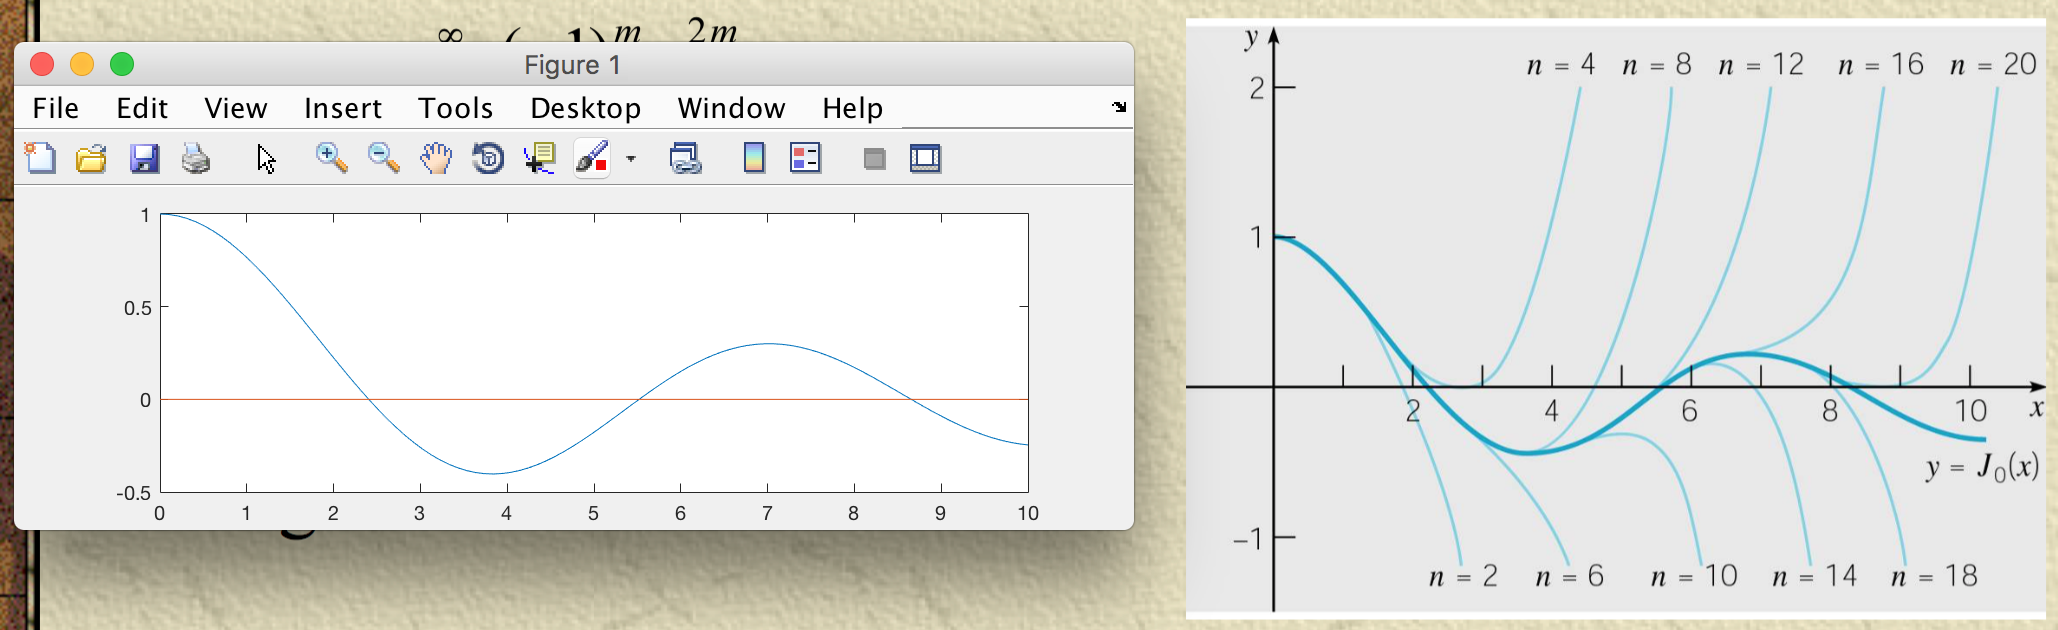 ∞ m 2m
Figure 1
File Edit View Insert Tools Desktop Window Help
1
0.5
0
-0.5
0 1 2 3 4 5 6 7 8 9 10
y
n = 4 n = 8 n = 12 n = 16 n = 20
2
1
2 4 6 8 10 x
y = J₀(x)
−1
n = 2 n = 6 n = 10 n = 14 n = 18